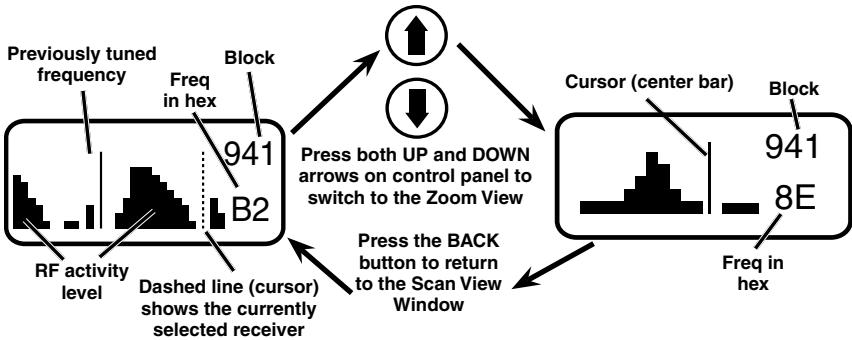 Previously tuned
frequency
Freq
in hex
Block
941
B2
RF activity
level
Dashed line (cursor)
shows the currently
selected receiver
Press both UP and DOWN
arrows on control panel to
switch to the Zoom View
Press the BACK
button to return
to the Scan View
Window
Cursor (center bar)
Block
941
8E
Freq in
hex